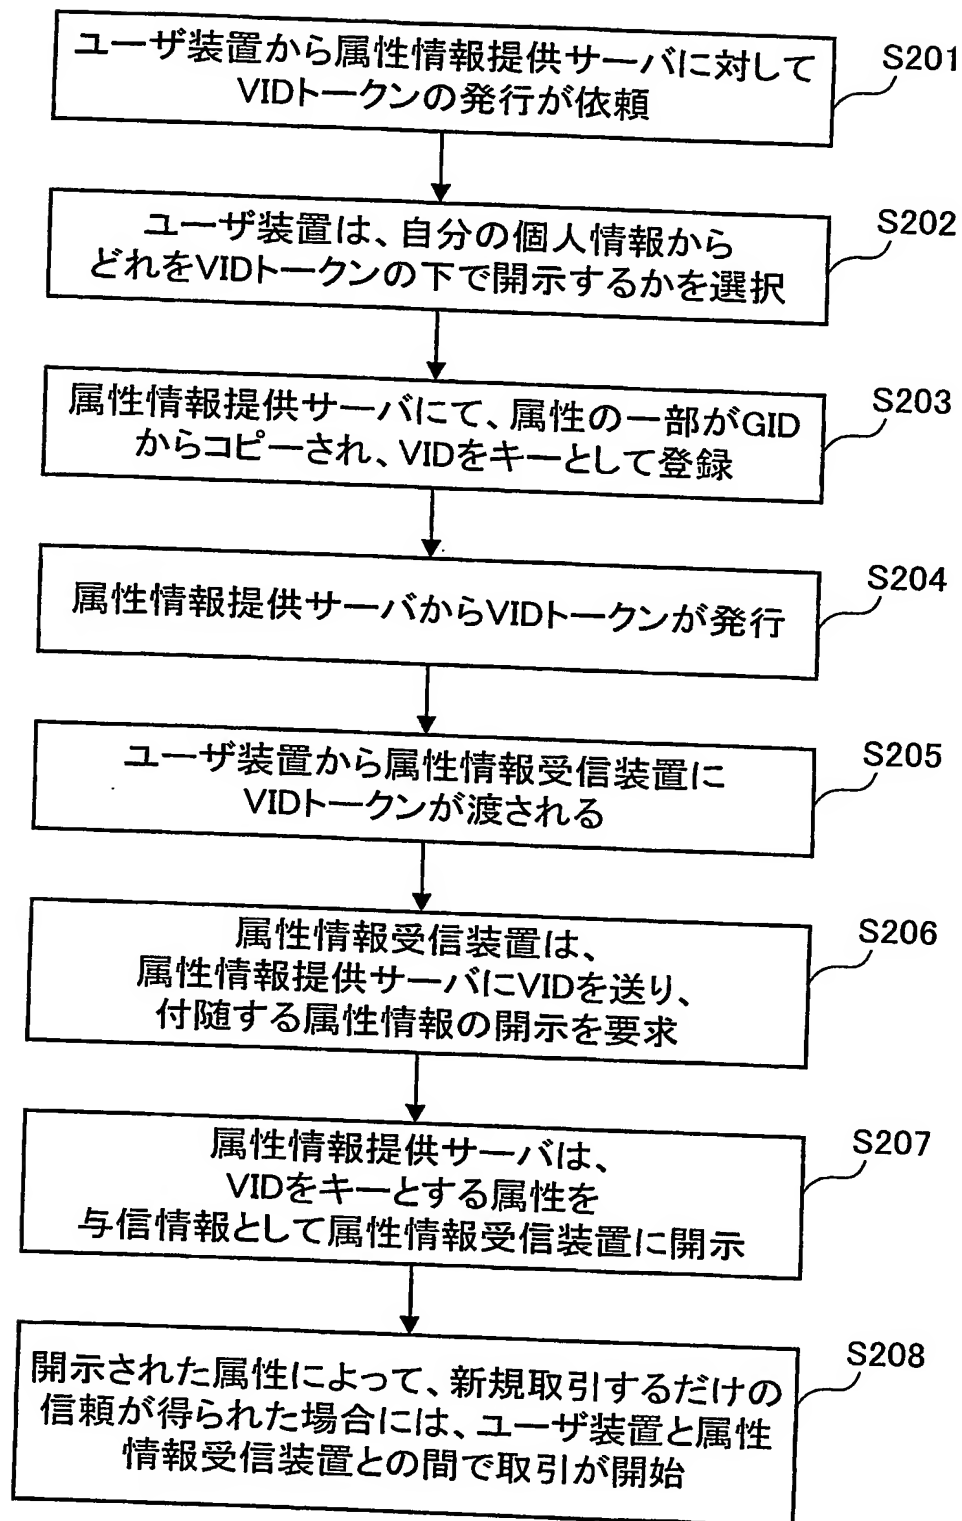 ユーザ装置から属性情報提供サーバに対して
VIDトークンの発行が依頼
S201
ユーザ装置は、自分の個人情報から
どれをVIDトークンの下で開示するかを選択
S202
属性情報提供サーバにて、属性の一部がGID
からコピーされ、VIDをキーとして登録
S203
属性情報提供サーバからVIDトークンが発行
S204
ユーザ装置から属性情報受信装置に
VIDトークンが渡される
S205
属性情報受信装置は、
属性情報提供サーバにVIDを送り、
付随する属性情報の開示を要求
S206
属性情報提供サーバは、
VIDをキーとする属性を
与信情報として属性情報受信装置に開示
S207
開示された属性によって、新規取引するだけの
信頼が得られた場合には、ユーザ装置と属性
情報受信装置との間で取引が開始
S208